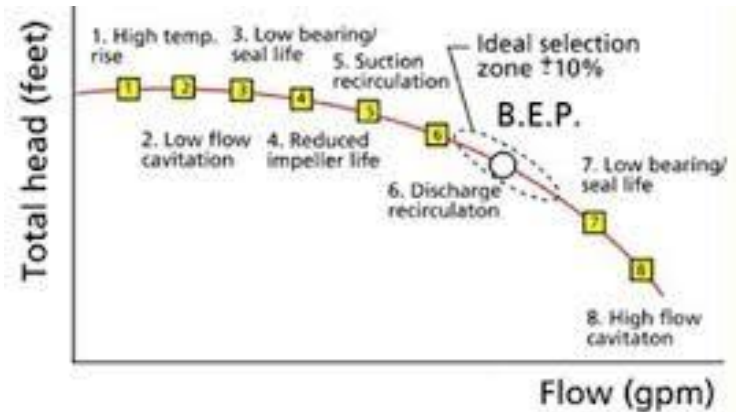 Total head (feet)
1. High temp.
rise
3. Low bearing/
seal life
5. Suction
recirculation
Ideal selection
zone ±10%
B.E.P.
1
2
3
4
5
6
7
8
2. Low flow
cavitation
4. Reduced
impeller life
6. Discharge
recirculaton
7. Low bearing/
seal life
8. High flow
cavitaton
Flow (gpm)